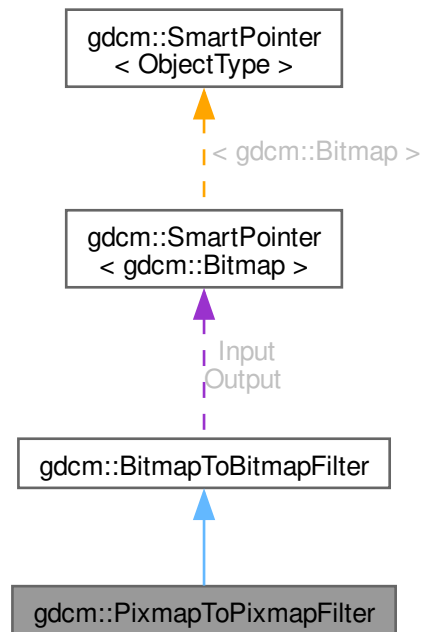 gdcm::SmartPointer
< ObjectType >
< gdcm::Bitmap >
gdcm::SmartPointer
< gdcm::Bitmap >
Input
Output
gdcm::BitmapToBitmapFilter
gdcm::PixmapToPixmapFilter